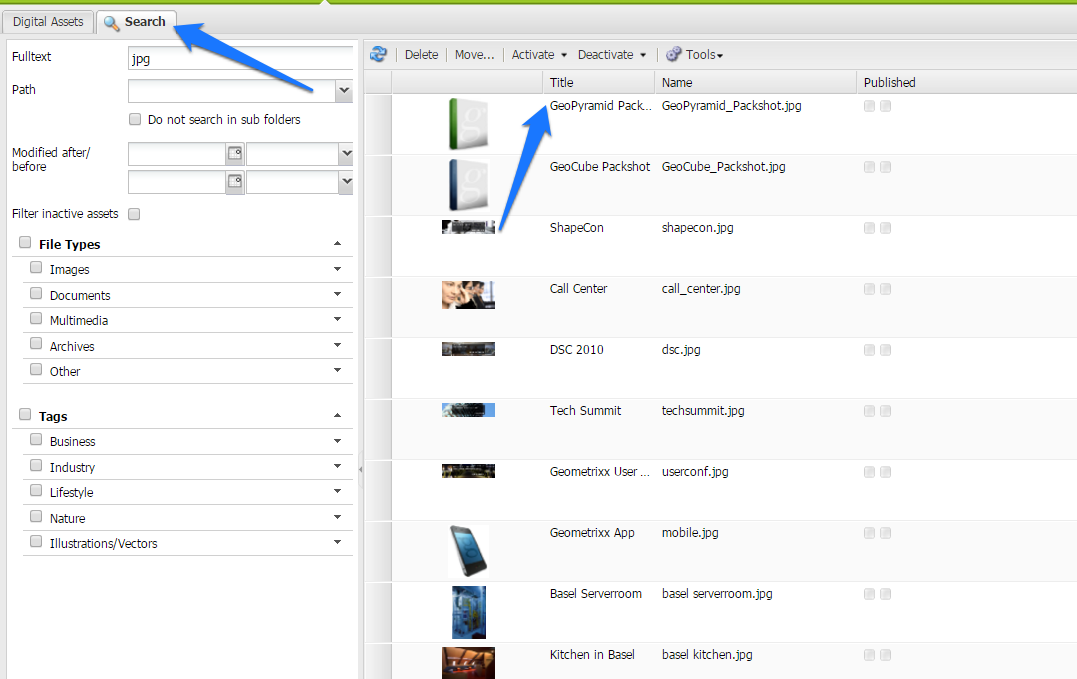 Digital Assets
Search
Fulltext
jpg
Path
Do not search in sub folders
Modified after/
before
Filter inactive assets
File Types
Images
Documents
Multimedia
Archives
Other
Tags
Business
Industry
Lifestyle
Nature
Illustrations/Vectors
Delete Move... Activate Deactivate Tools
Title Name Published
GeoPyramid Pack... GeoPyramid_Packshot.jpg
GeoCube Packshot GeoCube_Packshot.jpg
ShapeCon shapecon.jpg
Call Center call_center.jpg
DSC 2010 dsc.jpg
Tech Summit techsummit.jpg
Geometrixx User ... userconf.jpg
Geometrixx App mobile.jpg
Basel Serverroom basel serverroom.jpg
Kitchen in Basel basel kitchen.jpg